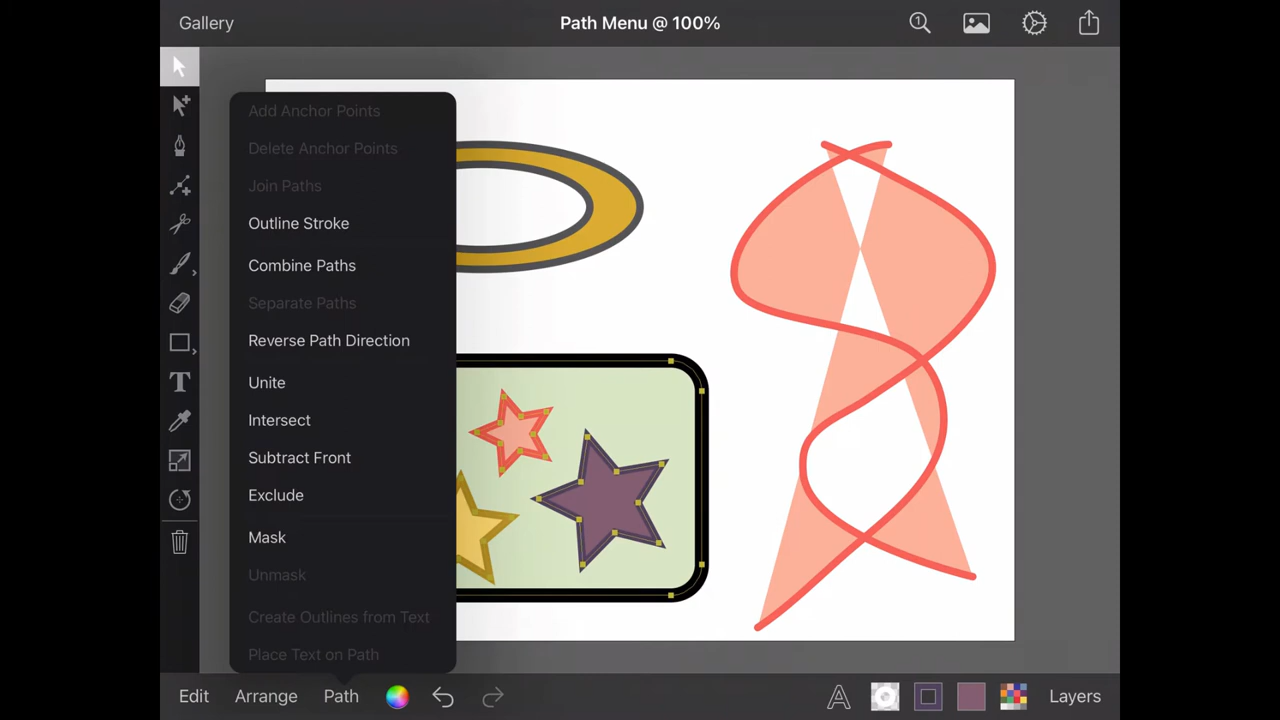 Gallery
Path Menu @ 100%
1
Add Anchor Points
Delete Anchor Points
Join Paths
Outline Stroke
Combine Paths
Separate Paths
Reverse Path Direction
Unite
Intersect
Subtract Front
Exclude
Mask
Unmask
Create Outlines from Text
Place Text on Path
Edit
Arrange
Path
Layers